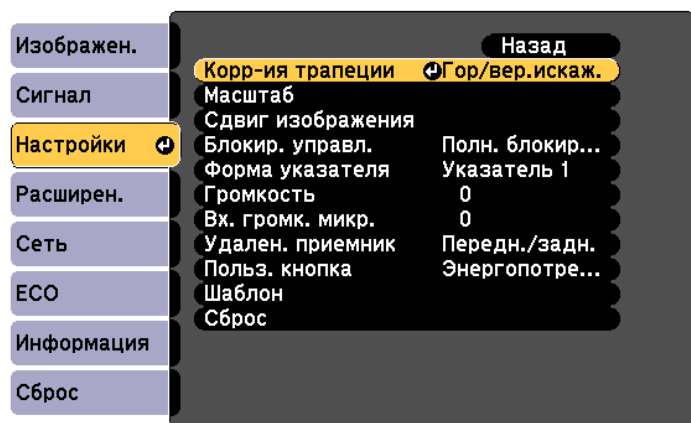 Изображен.
Сигнал
Настройки
Расширен.
Сеть
ECO
Информация
Сброс
Назад
Корр-ия трапеции Гор/вер.искаж.
Масштаб
Сдвиг изображения
Блокир. управл. Полн. блокир...
Форма указателя Указатель 1
Громкость 0
Вх. громк. микр. 0
Удален. приемник Передн./задн.
Польз. кнопка Энергопотре...
Шаблон
Сброс